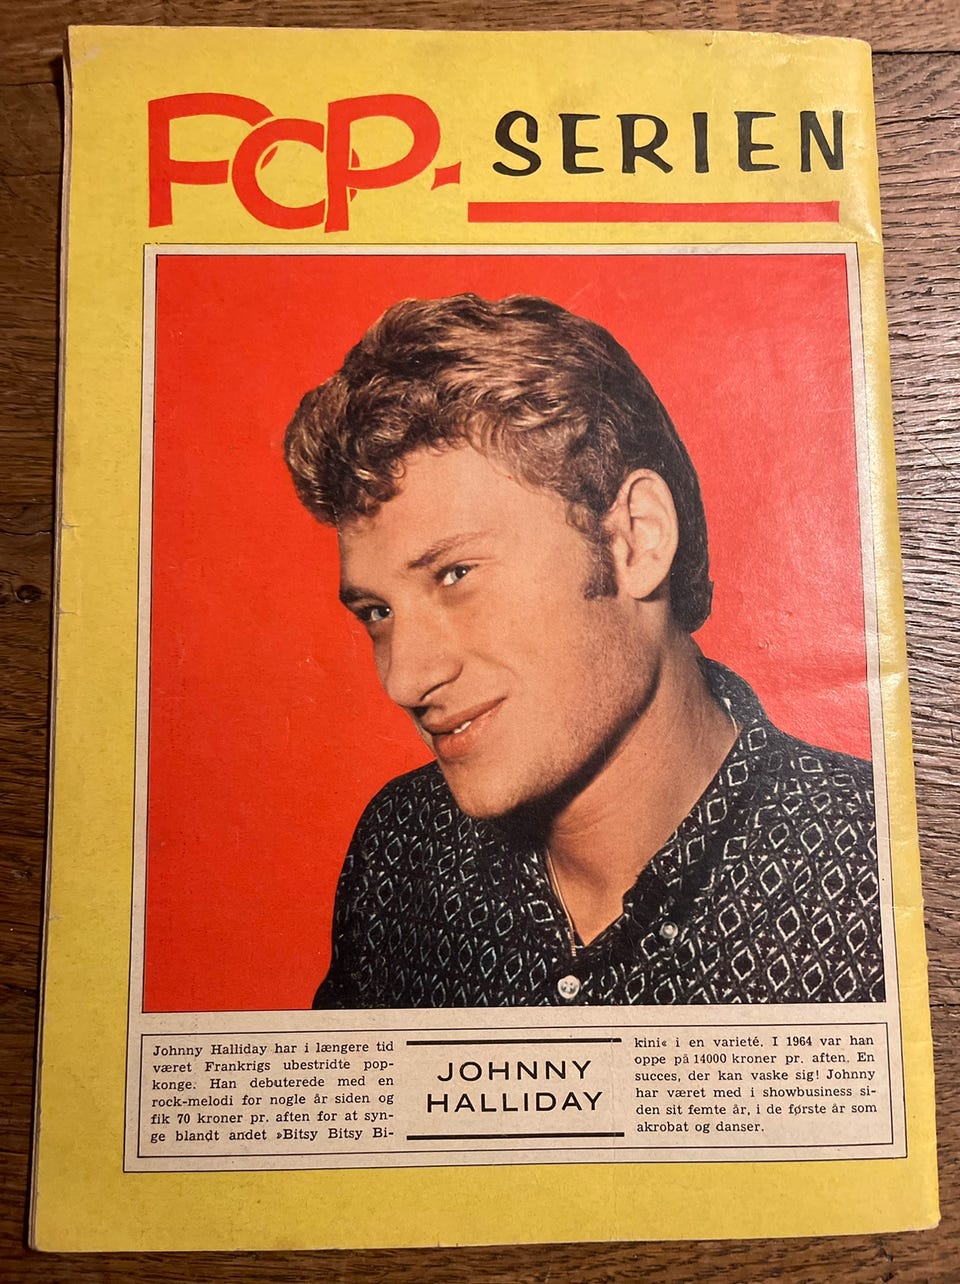 POP-SERIEN
Johnny Halliday har i længere tid
været Frankrigs ubestridte pop-
konge. Han debuterede med en
rock-melodi for nogle år siden og
fik 70 kroner pr. aften for at syn-
ge blandt andet »Bitsy Bitsy Bi-
JOHNNY
HALLIDAY
kini« i en varieté. I 1964 var han
oppe på 14000 kroner pr. aften. En
succes, der kan vaske sig! Johnny
har været med i showbusiness si-
den sit femte år, i de første år som
akrobat og danser.